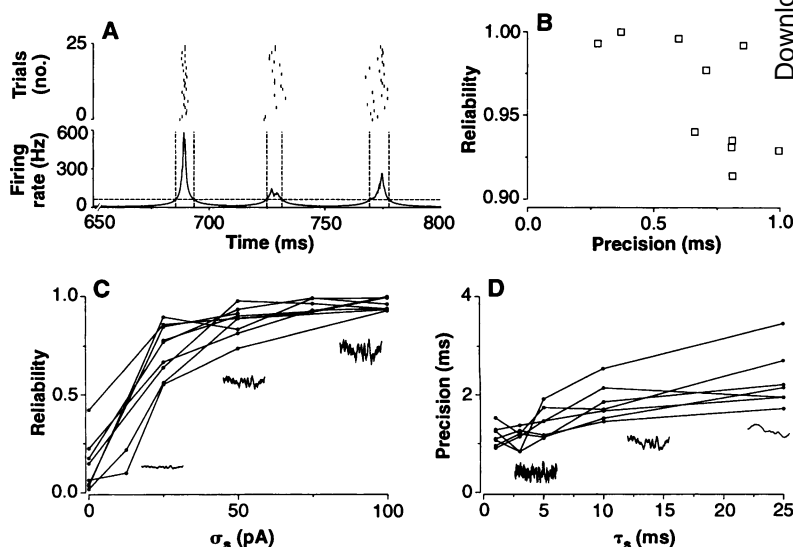 A
25
0
Trials
(no.)
600
300
0
Firing
rate (Hz)
650
700
750
800
Time (ms)
B
1.00
0.95
0.90
Reliability
0.0
0.5
1.0
Precision (ms)
Downlo
C
1.0
0.5
0.0
Reliability
0
50
100
σs (pA)
D
4
2
0
Precision
(ms)
0
5
10
15
20
25
τs (ms)